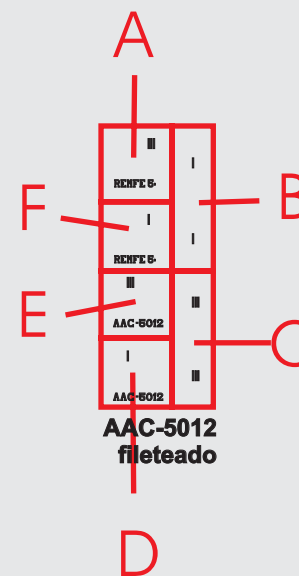 A
III
I
RENFE 5-
B
F
I
RENFE 5-
I
III
E
III
AAC-5012
C
I
III
AAC-5012
AAC-5012
fileteado
D